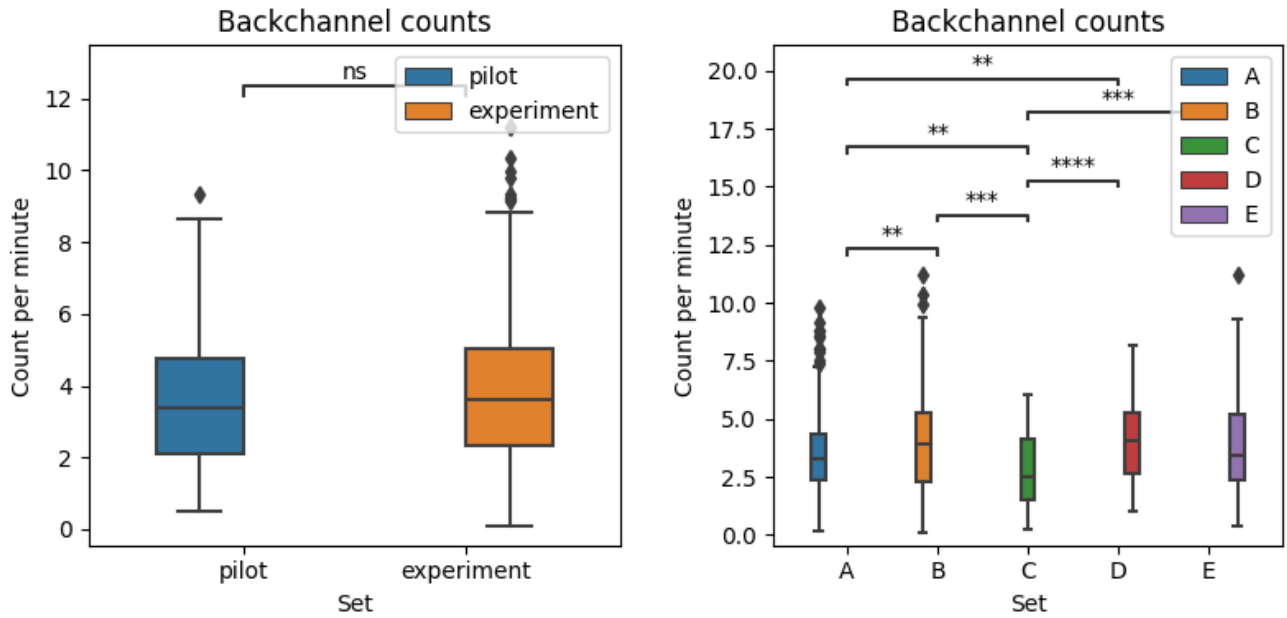 Backchannel counts
ns
pilot
experiment
12
10
8
6
4
2
0
Count per minute
pilot
experiment
Set
Backchannel counts
**
***
**
****
***
**
A
B
C
D
E
20.0
17.5
15.0
12.5
10.0
7.5
5.0
2.5
0.0
Count per minute
A
B
C
D
E
Set